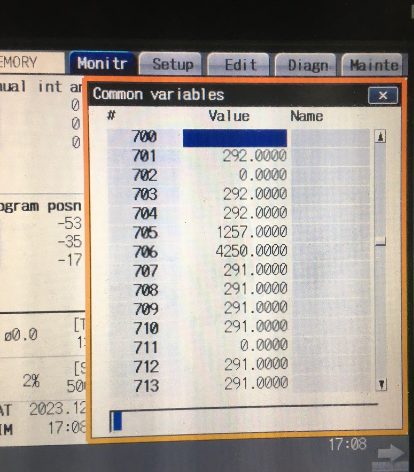 EMORY Monitr Setup Edit Diagn Mainte
Common variables
# Value Name
700
701 292.0000
702 0.0000
703 292.0000
704 292.0000
705 1257.0000
706 4250.0000
707 291.0000
708 291.0000
709 291.0000
710 291.0000
711 0.0000
712 291.0000
713 291.0000
nual int ar
0
0
0
ogram posn
-53
-35
-17
ø0.0 [T
2% [S
500
AT 2023.12
IM 17:08
17:08